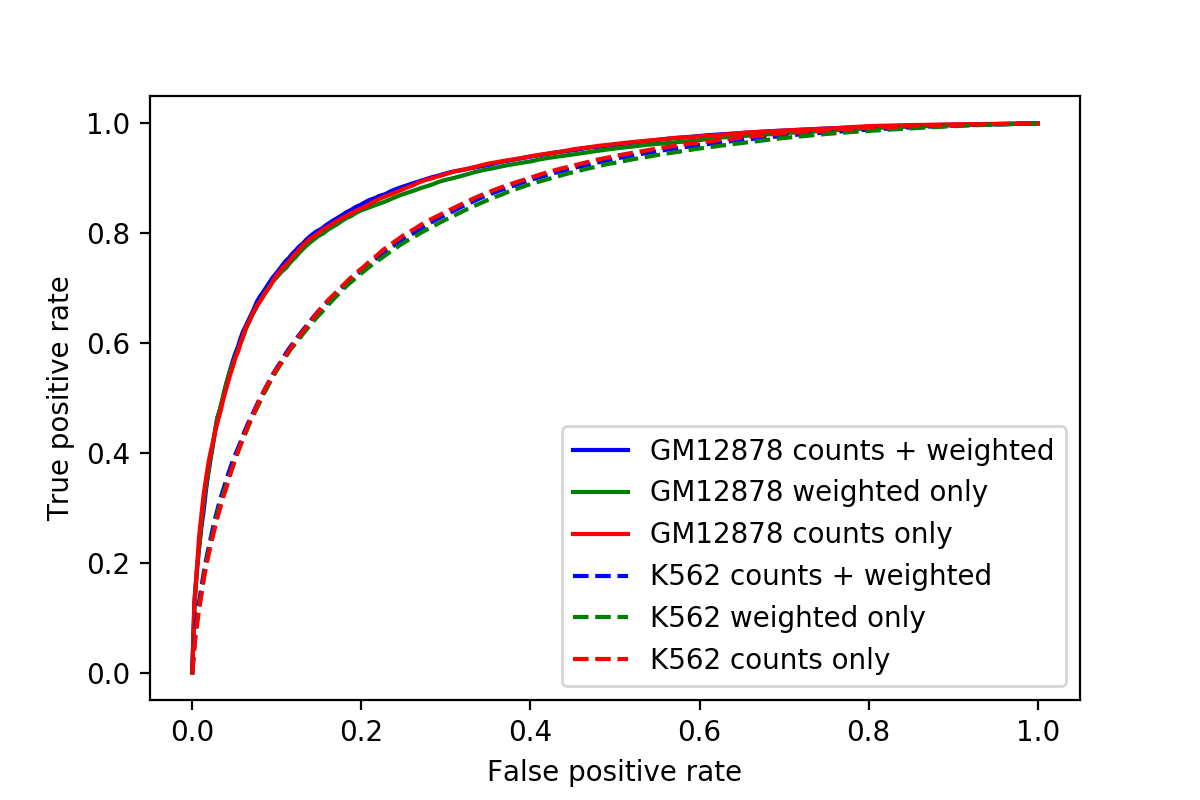 1.0
0.8
0.6
0.4
0.2
0.0
True positive rate
GM12878 counts + weighted
GM12878 weighted only
GM12878 counts only
K562 counts + weighted
K562 weighted only
K562 counts only
0.0 0.2 0.4 0.6 0.8 1.0
False positive rate